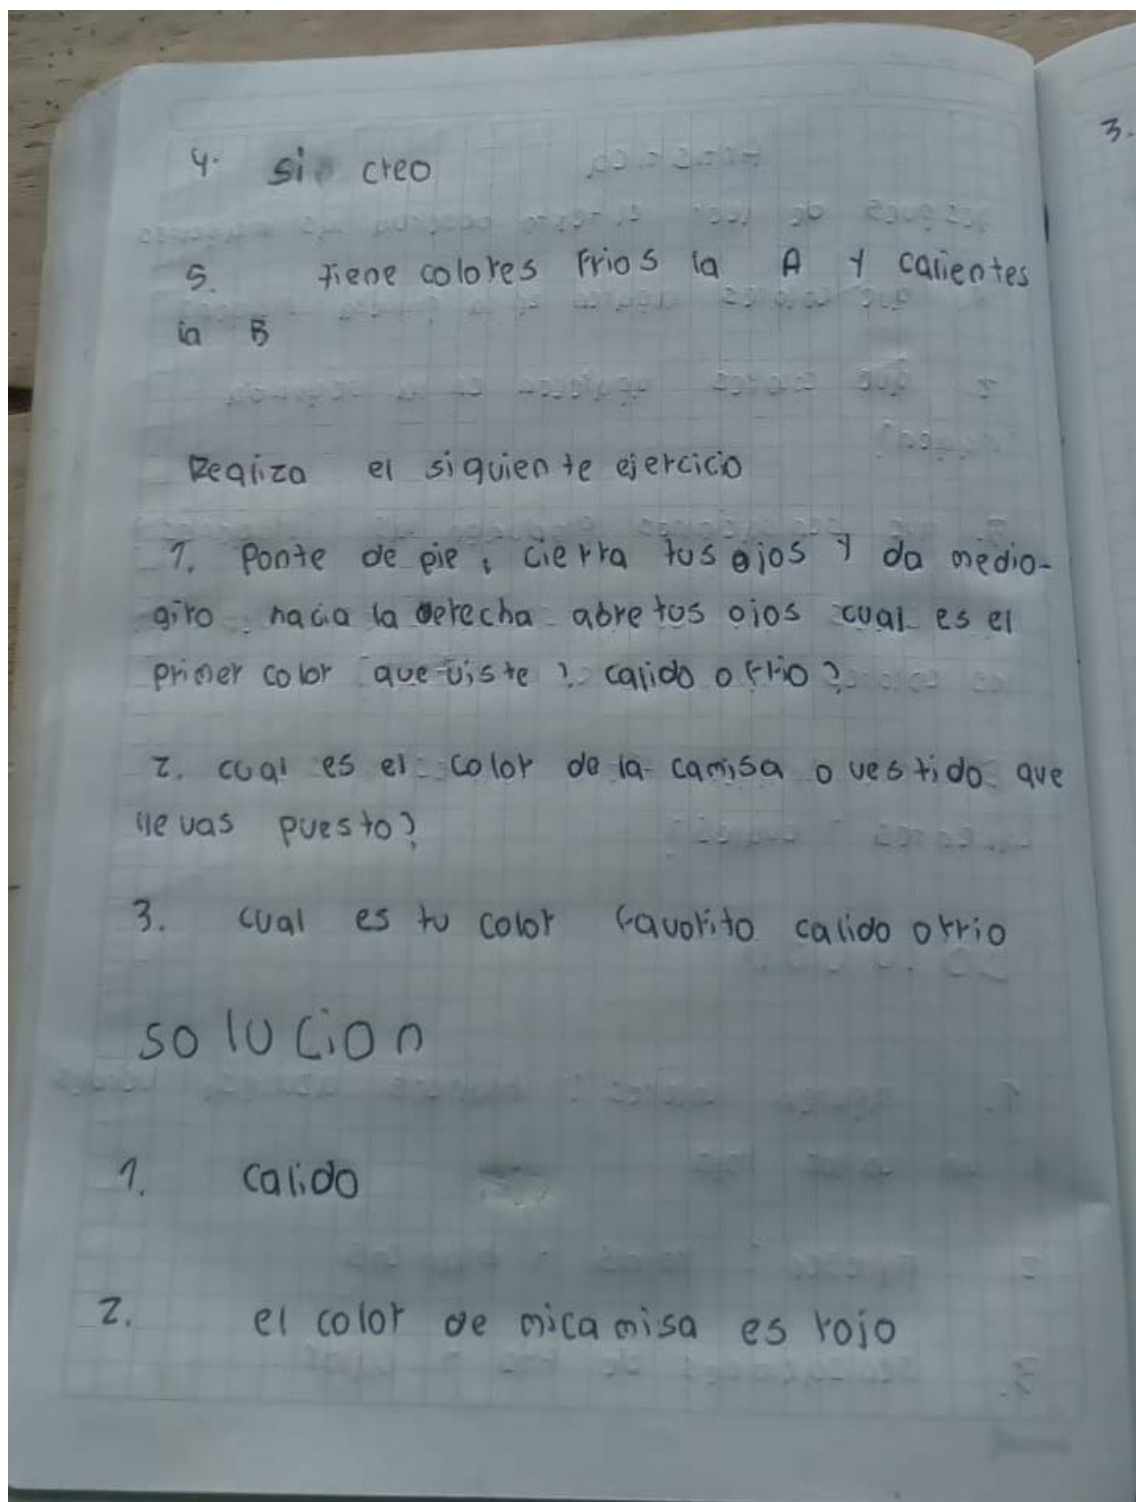 4. si creo
5. tiene colores Frios la A y calientes
la B
Realiza el siguiente ejercicio
1. Ponte de pie, cierra tus ojos y da medio-
giro hacia la derecha abre tus ojos cual es el
primer color que viste? calido o frio?
2. cual es el color de la camisa o vestido que
llevas puesto?
3. cual es tu color favorito calido o frio
solucion
1. calido
2. el color de mi camisa es rojo
3.